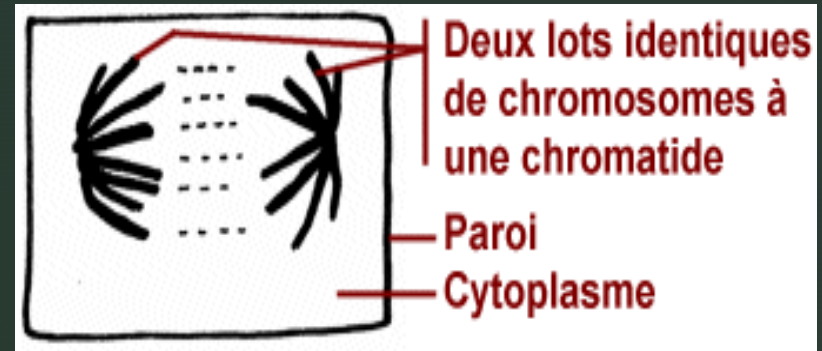 Deux lots identiques
de chromosomes à
une chromatide
Paroi
Cytoplasme